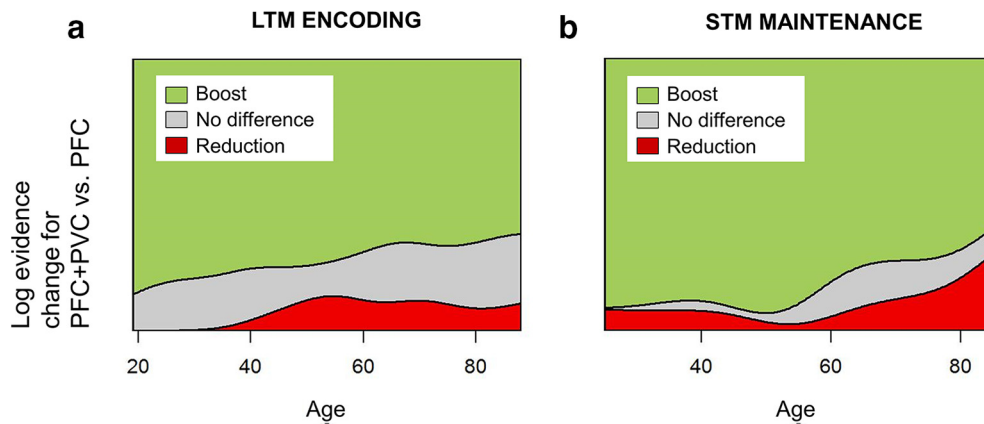 a
LTM ENCODING
b
STM MAINTENANCE
Log evidence
change for
PFC+PVC vs. PFC
Boost
No difference
Reduction
Boost
No difference
Reduction
20
40
60
80
40
60
80
Age
Age